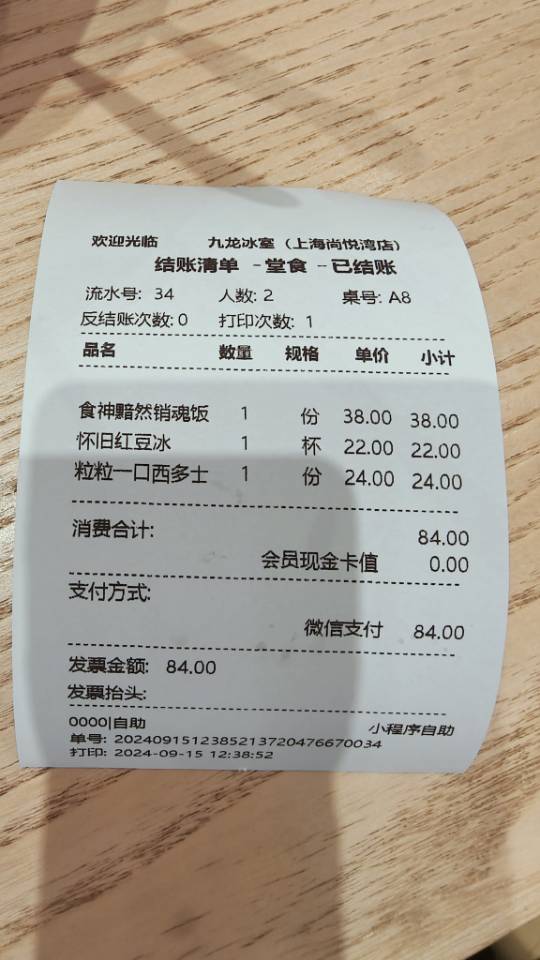 欢迎光临 九龙冰室（上海尚悦湾店）
结账清单 - 堂食 - 已结账
流水号: 34 人数: 2 桌号: A8
反结账次数: 0 打印次数: 1
品名 数量 规格 单价 小计
食神黯然销魂饭 1 份 38.00 38.00
怀旧红豆冰 1 杯 22.00 22.00
粒粒一口西多士 1 份 24.00 24.00
消费合计: 84.00
会员现金卡值 0.00
支付方式:
微信支付 84.00
发票金额: 84.00
发票抬头:
0000|自助 小程序自助
单号: 2024091512385213720476670034
打印: 2024-09-15 12:38:52